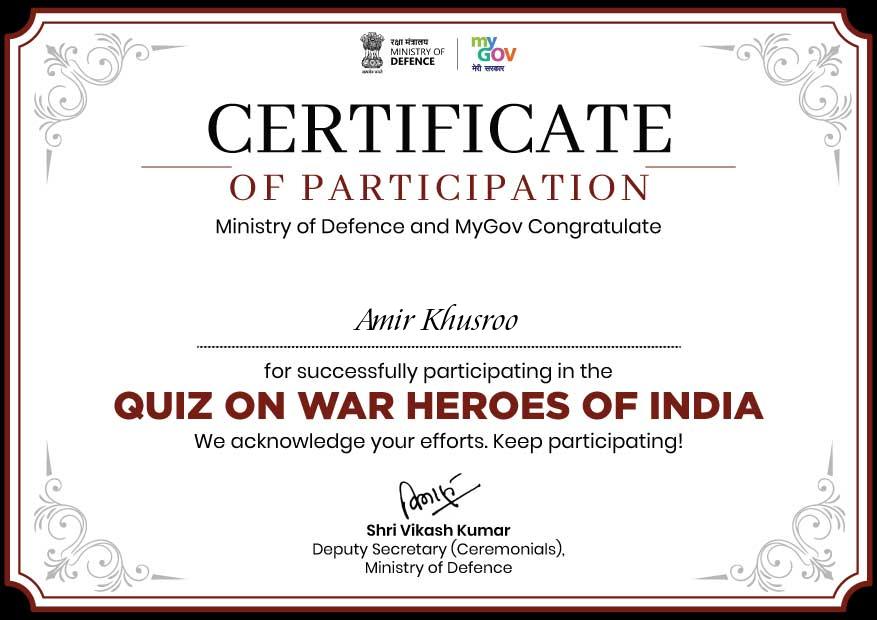 रक्षा मंत्रालय
MINISTRY OF
DEFENCE
सत्यमेव जयते
my
GOV
मेरी सरकार
CERTIFICATE
OF PARTICIPATION
Ministry of Defence and MyGov Congratulate
Amir Khusroo
for successfully participating in the
QUIZ ON WAR HEROES OF INDIA
We acknowledge your efforts. Keep participating!
Shri Vikash Kumar
Deputy Secretary (Ceremonials),
Ministry of Defence